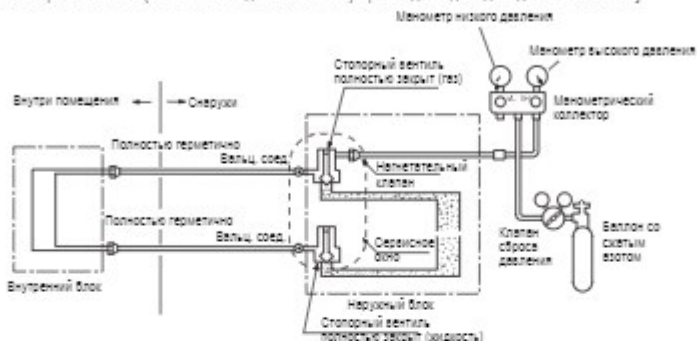 Манометр низкого давления
Манометр высокого давления
Стопорный вентиль
полностью закрыт (газ)
Внутри помещения
Снаружи
Манометрический
коллектор
Полностью герметично
Вальц. соед.
Нагнетательный
клапан
Полностью герметично
Вальц. соед.
Сервисное
окно
Клапан
сброса
давления
Баллон со
сжатым
азотом
Внутренний блок
Наружный блок
Стопорный вентиль
полностью закрыт (жидкость)